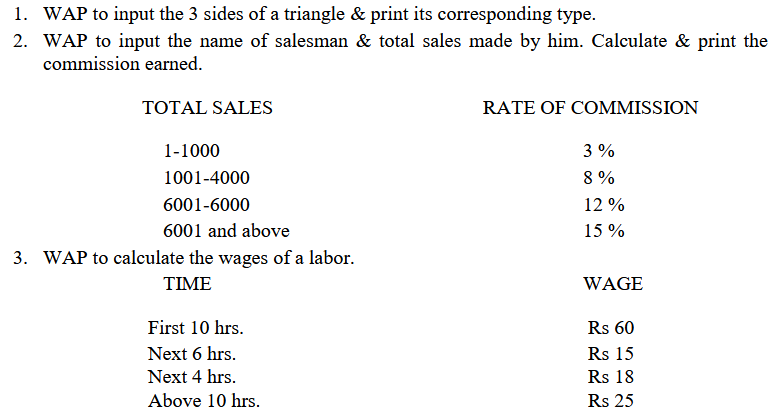 1. WAP to input the 3 sides of a triangle & print its corresponding type.
2. WAP to input the name of salesman & total sales made by him. Calculate & print the
commission earned.
TOTAL SALES RATE OF COMMISSION
1-1000 3 %
1001-4000 8 %
6001-6000 12 %
6001 and above 15 %
3. WAP to calculate the wages of a labor.
TIME WAGE
First 10 hrs. Rs 60
Next 6 hrs. Rs 15
Next 4 hrs. Rs 18
Above 10 hrs. Rs 25